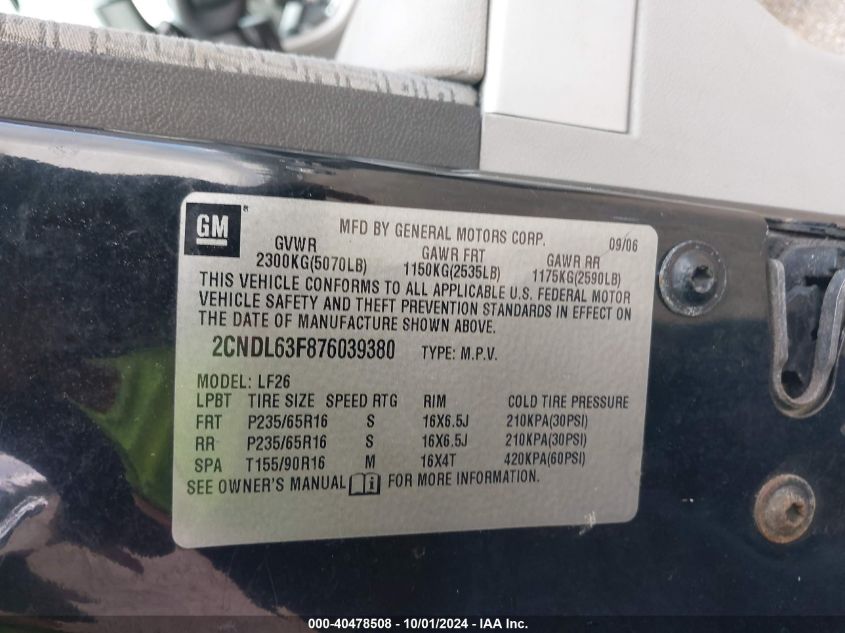 GM
MFD BY GENERAL MOTORS CORP. 09/06
GVWR GAWR FRT GAWR RR
2300KG(5070LB) 1150KG(2535LB) 1175KG(2590LB)
THIS VEHICLE CONFORMS TO ALL APPLICABLE U.S. FEDERAL MOTOR
VEHICLE SAFETY AND THEFT PREVENTION STANDARDS IN EFFECT ON
THE DATE OF MANUFACTURE SHOWN ABOVE.
2CNDL63F876039380 TYPE: M.P.V.
MODEL: LF26
LPBT TIRE SIZE SPEED RTG RIM COLD TIRE PRESSURE
FRT P235/65R16 S 16X6.5J 210KPA(30PSI)
RR P235/65R16 S 16X6.5J 210KPA(30PSI)
SPA T155/90R16 M 16X4T 420KPA(60PSI)
SEE OWNER'S MANUAL FOR MORE INFORMATION.
000-40478508 - 10/01/2024 - IAA Inc.